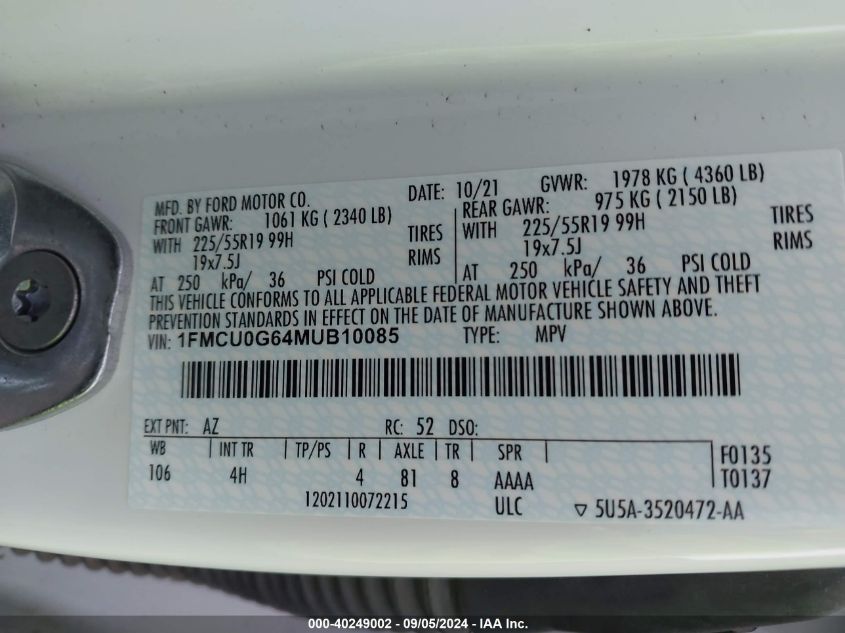 MFD. BY FORD MOTOR CO. DATE: 10/21 GVWR: 1978 KG ( 4360 LB)
FRONT GAWR: 1061 KG ( 2340 LB) REAR GAWR: 975 KG ( 2150 LB)
WITH 225/55R19 99H TIRES WITH 225/55R19 99H TIRES
19x7.5J RIMS 19x7.5J RIMS
AT 250 kPa/ 36 PSI COLD AT 250 kPa/ 36 PSI COLD
THIS VEHICLE CONFORMS TO ALL APPLICABLE FEDERAL MOTOR VEHICLE SAFETY AND THEFT
PREVENTION STANDARDS IN EFFECT ON THE DATE OF MANUFACTURE SHOWN ABOVE.
VIN: 1FMCU0G64MUB10085 TYPE: MPV
EXT PNT: AZ RC: 52 DSO:
WB INT TR TP/PS R AXLE TR SPR F0135
106 4H 4 81 8 AAAA T0137
1202110072215 ULC ▽ 5U5A-3520472-AA
000-40249002 - 09/05/2024 - IAA, Inc.